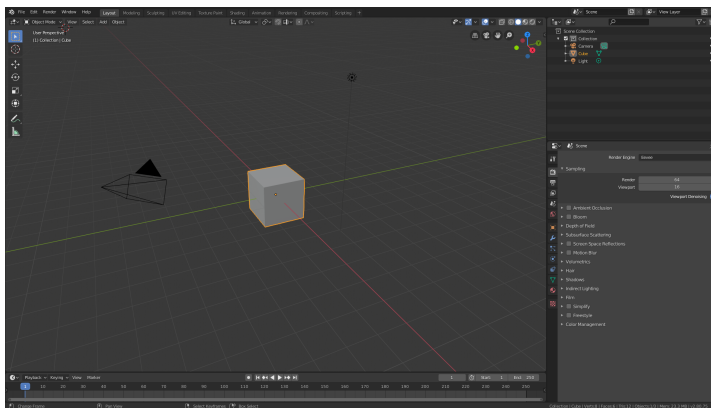 File Edit Render Window Help Layout Modeling Sculpting UV Editing Texture Paint Shading Animation Rendering Compositing Scripting +
Scene View Layer
Object Mode View Select Add Object Global
User Perspective
(1) Collection | Cube
Scene Collection
Collection
Camera
Cube
Light
Scene
Render Engine Eevee
Sampling
Render 64
Viewport 16
Viewport Denoising
Ambient Occlusion
Bloom
Depth of Field
Subsurface Scattering
Screen Space Reflections
Motion Blur
Volumetrics
Hair
Shadows
Indirect Lighting
Film
Simplify
Freestyle
Color Management
Playback Keying View Marker 1 Start 1 End 250
1 10 20 30 40 50 60 70 80 90 100 110 120 130 140 150 160 170 180 190 200 210 220 230 240 250
Change Frame Pan View Select Keyframes Box Select